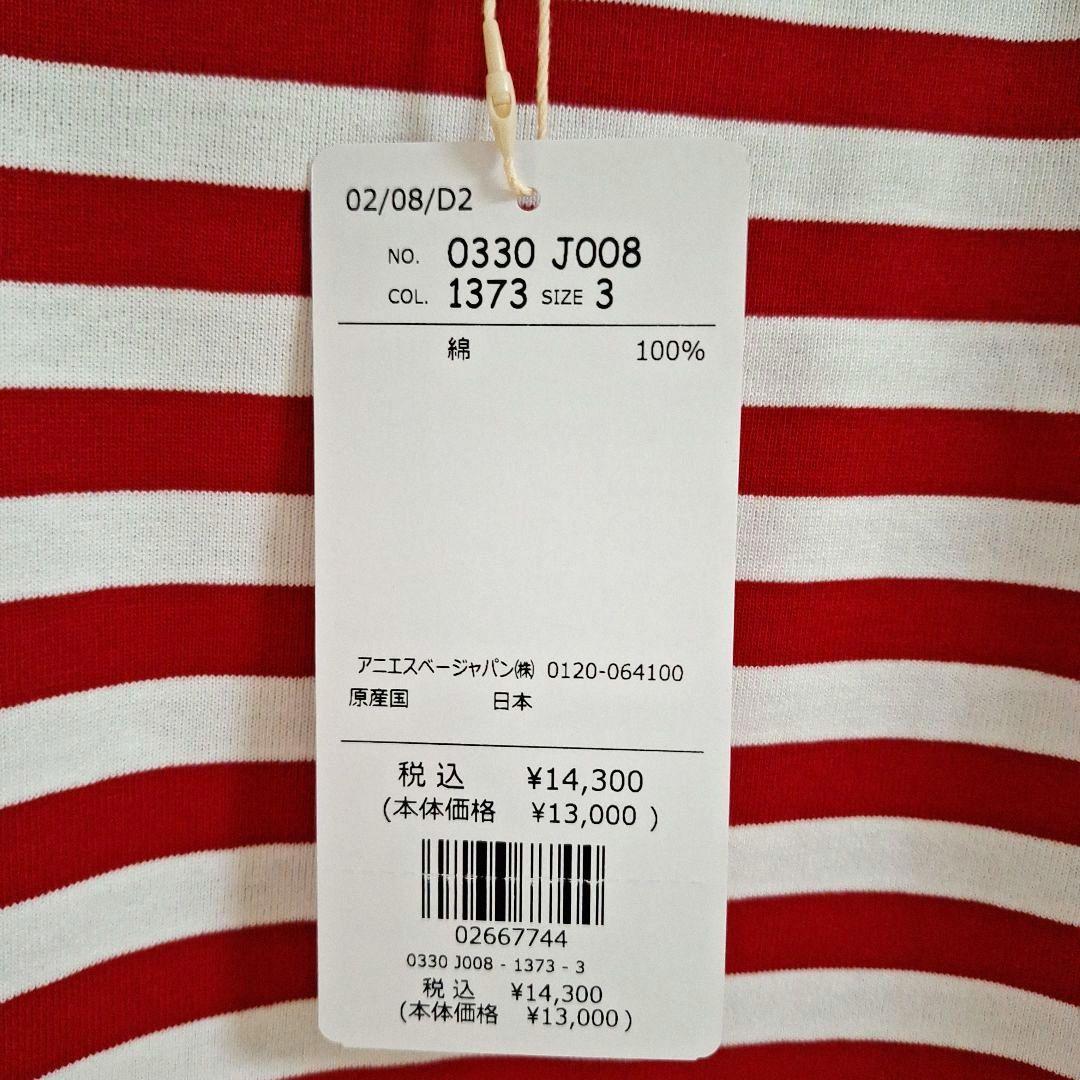 02/08/D2
NO. 0330 J008
COL. 1373 SIZE 3
綿 100%
アニエスベージャパン㈱ 0120-064100
原産国 日本
税込 ¥14,300
(本体価格 ¥13,000 )
02667744
0330 J008 - 1373 - 3
税込 ¥14,300
(本体価格 ¥13,000)